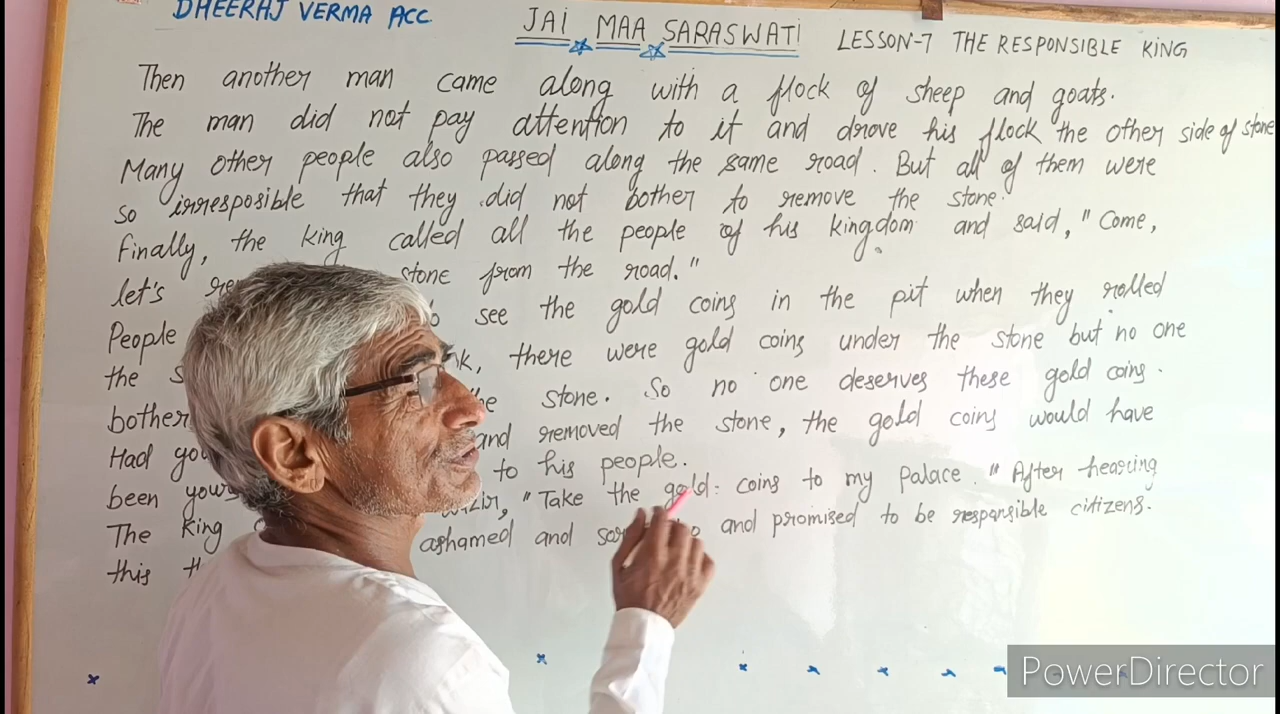 DHEERAJ VERMA ACC
JAI MAA SARASWATI
LESSON-7 THE RESPONSIBLE KING
Then another man came along with a flock of sheep and goats.
The man did not pay attention to it and drove his flock the other side of stone
Many other people also passed along the same road. But all of them were
so irresposible that they did not bother to remove the stone.
Finally, the king called all the people of his kingdom and said, "Come,
let's stone from the road."
People see the gold coins in the pit when they rolled
the there were gold coins under the stone but no one
bother stone. So no one deserves these gold coins.
Had and removed the stone, the gold coins would have
been to his people.
The King "Take the gold coins to my palace." After hearing
this ashamed and and promised to be responsible citizens.
PowerDirector